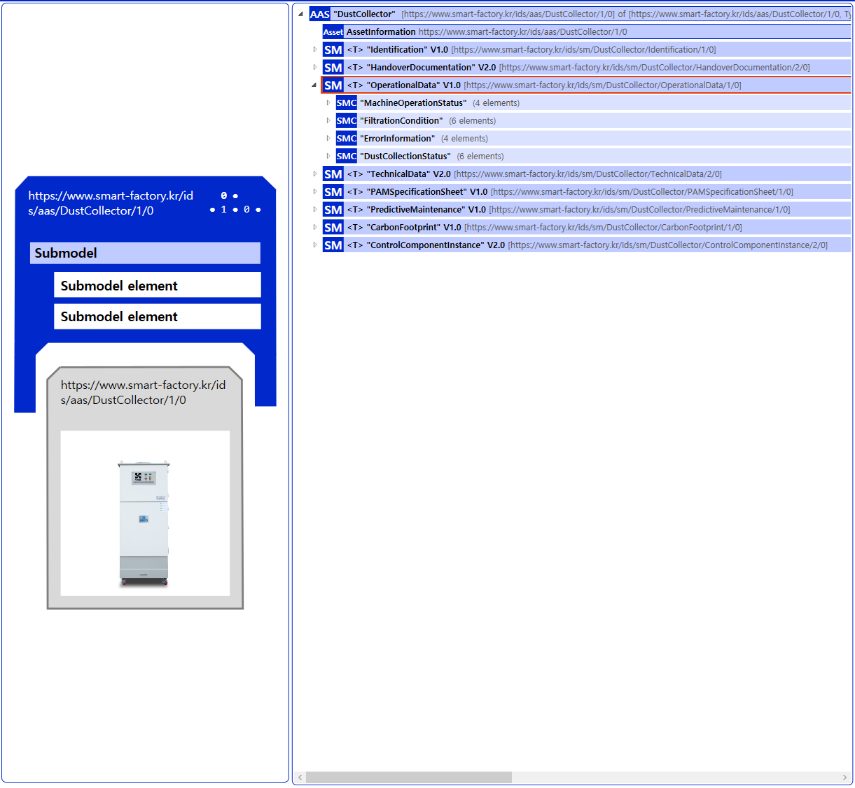 https://www.smart-factory.kr/id
s/aas/DustCollector/1/0
0 ●
● 1 ● 0 ●
Submodel
Submodel element
Submodel element
https://www.smart-factory.kr/id
s/aas/DustCollector/1/0
AAS "DustCollector" [https://www.smart-factory.kr/ids/aas/DustCollector/1/0] of [https://www.smart-factory.kr/ids/aas/DustCollector/1/0, Ty
Asset AssetInformation https://www.smart-factory.kr/ids/aas/DustCollector/1/0
SM <T> "Identification" V1.0 [https://www.smart-factory.kr/ids/sm/DustCollector/Identification/1/0]
SM <T> "HandoverDocumentation" V2.0 [https://www.smart-factory.kr/ids/sm/DustCollector/HandoverDocumentation/2/0]
SM <T> "OperationalData" V1.0 [https://www.smart-factory.kr/ids/sm/DustCollector/OperationalData/1/0]
SMC "MachineOperationStatus" (4 elements)
SMC "FiltrationCondition" (6 elements)
SMC "ErrorInformation" (4 elements)
SMC "DustCollectionStatus" (6 elements)
SM <T> "TechnicalData" V2.0 [https://www.smart-factory.kr/ids/sm/DustCollector/TechnicalData/2/0]
SM <T> "PAMSpecificationSheet" V1.0 [https://www.smart-factory.kr/ids/sm/DustCollector/PAMSpecificationSheet/1/0]
SM <T> "PredictiveMaintenance" V1.0 [https://www.smart-factory.kr/ids/sm/DustCollector/PredictiveMaintenance/1/0]
SM <T> "CarbonFootprint" V1.0 [https://www.smart-factory.kr/ids/sm/DustCollector/CarbonFootprint/1/0]
SM <T> "ControlComponentInstance" V2.0 [https://www.smart-factory.kr/ids/sm/DustCollector/ControlComponentInstance/2/0]